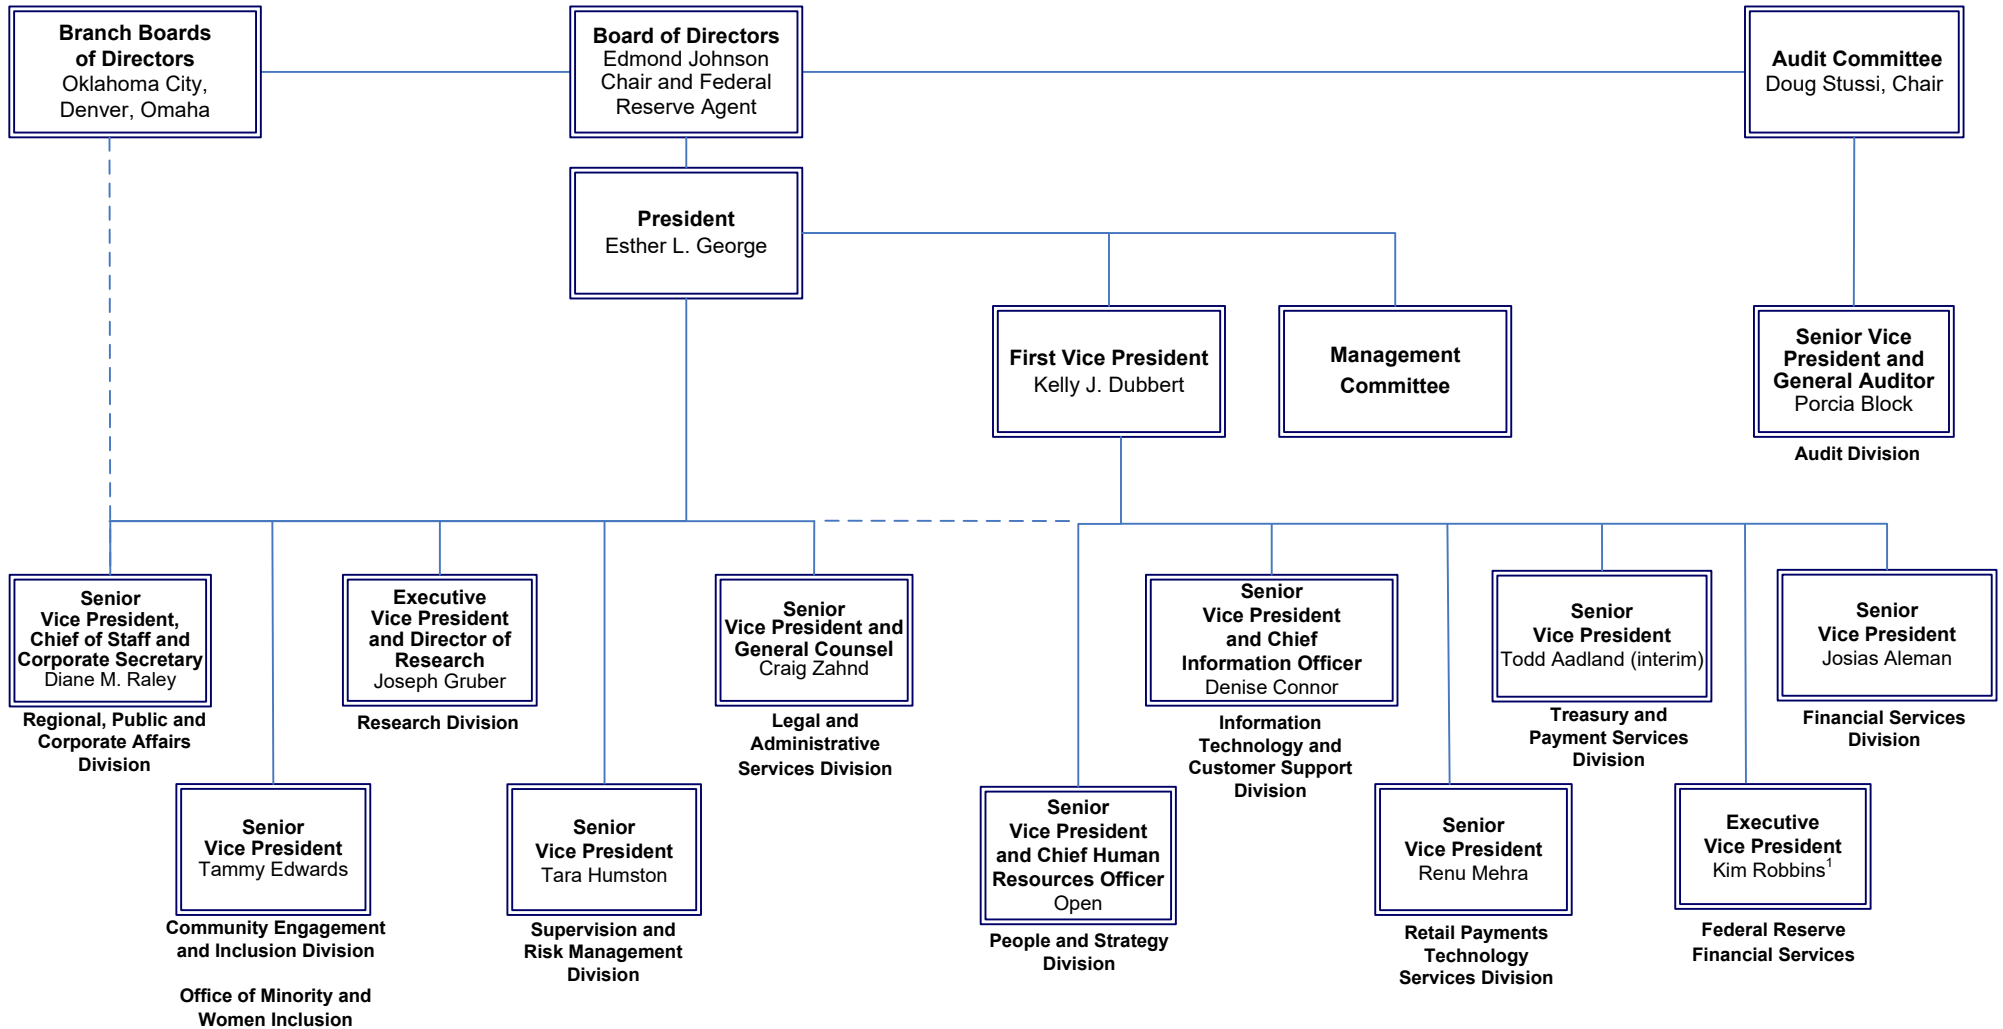 Branch Boards
of Directors
Oklahoma City,
Denver, Omaha
Board of Directors
Edmond Johnson
Chair and Federal
Reserve Agent
Audit Committee
Doug Stussi, Chair
President
Esther L. George
First Vice President
Kelly J. Dubbert
Management
Committee
Senior Vice
President and
General Auditor
Porcia Block
Audit Division
Senior
Vice President,
Chief of Staff and
Corporate Secretary
Diane M. Raley
Regional, Public and
Corporate Affairs
Division
Executive
Vice President
and Director of
Research
Joseph Gruber
Research Division
Senior
Vice President and
General Counsel
Craig Zahnd
Legal and
Administrative
Services Division
Senior
Vice President
and Chief
Information Officer
Denise Connor
Information
Technology and
Customer Support
Division
Senior
Vice President
Todd Aadland (interim)
Treasury and
Payment Services
Division
Senior
Vice President
Josias Aleman
Financial Services
Division
Senior
Vice President
Tammy Edwards
Community Engagement
and Inclusion Division
Office of Minority and
Women Inclusion
Senior
Vice President
Tara Humston
Supervision and
Risk Management
Division
Senior
Vice President
and Chief Human
Resources Officer
Open
People and Strategy
Division
Senior
Vice President
Renu Mehra
Retail Payments
Technology
Services Division
Executive
Vice President
Kim Robbins¹
Federal Reserve
Financial Services